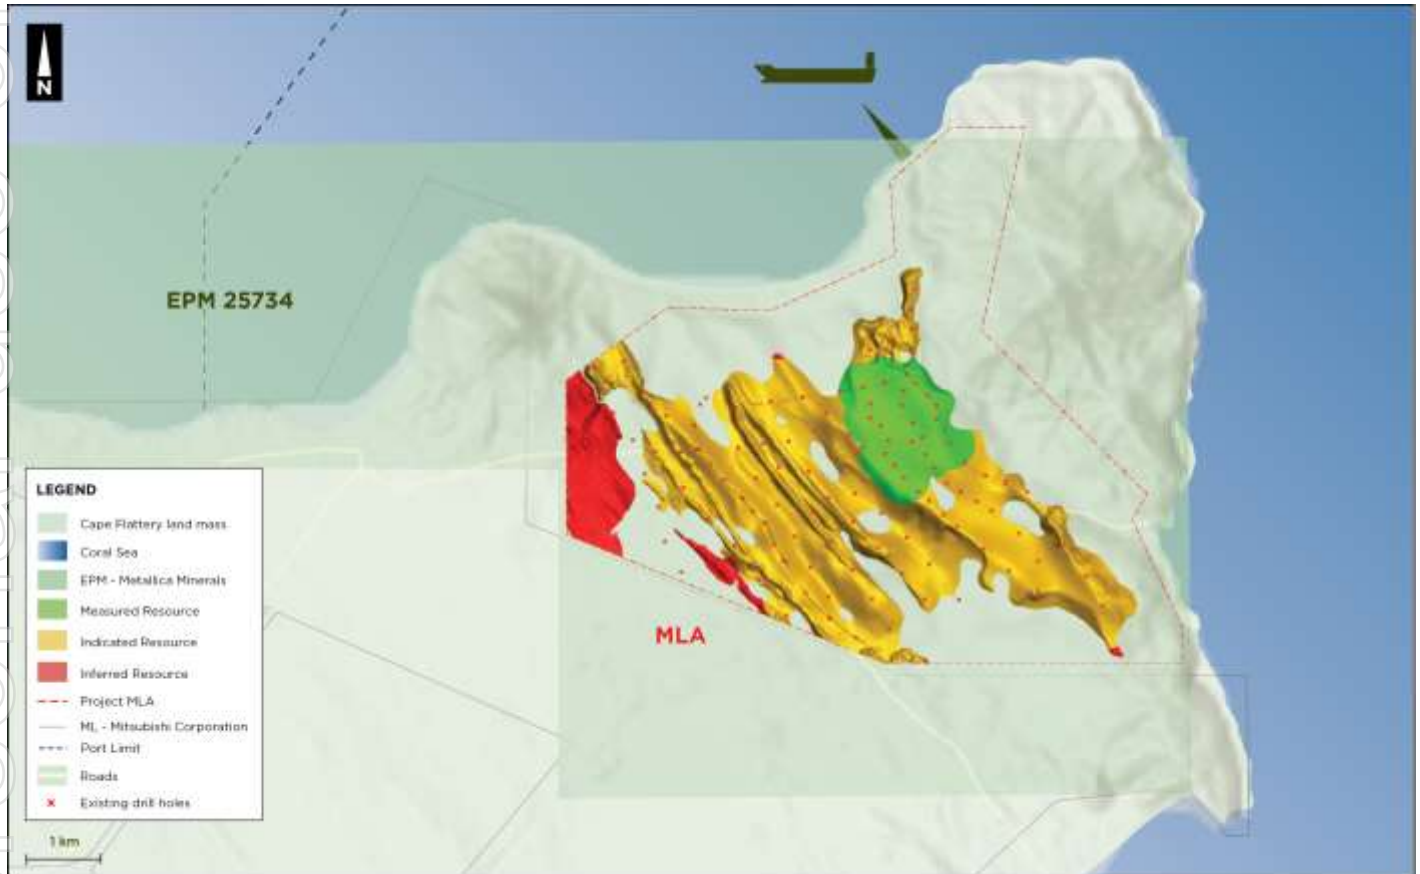 N
EPM 25734
MLA
LEGEND
Cape Flattery land mass
Coral Sea
EPM - Metallica Minerals
Measured Resource
Indicated Resource
Inferred Resource
Project MLA
ML - Mitsubishi Corporation
Port Limit
Roads
Existing drill holes
1 km